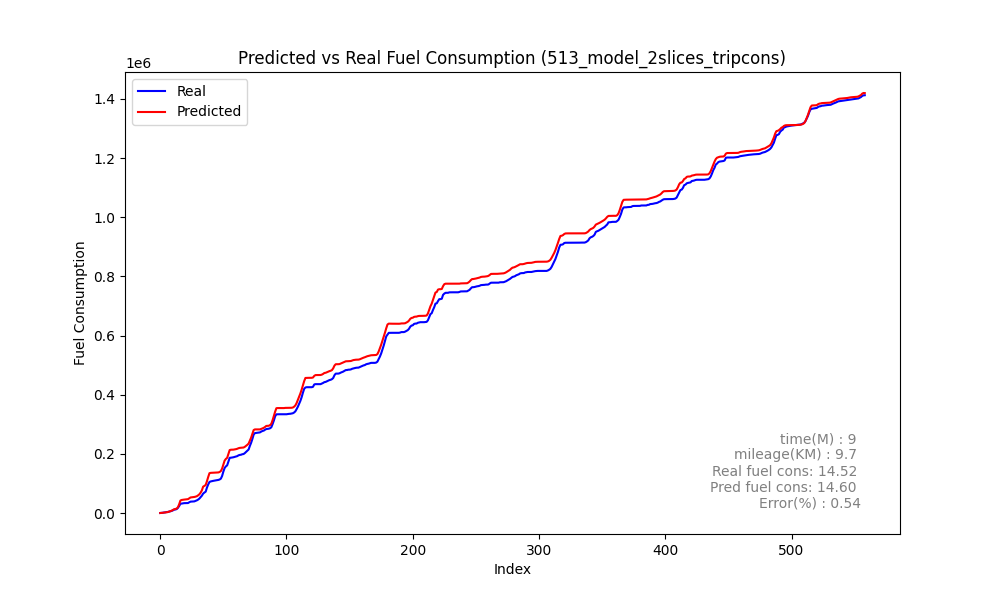 Predicted vs Real Fuel Consumption (513_model_2slices_tripcons)
1e6
Real
Predicted
1.4
1.2
1.0
0.8
0.6
0.4
0.2
0.0
Fuel Consumption
time(M) : 9
mileage(KM) : 9.7
Real fuel cons: 14.52
Pred fuel cons: 14.60
Error(%) : 0.54
0 100 200 300 400 500
Index